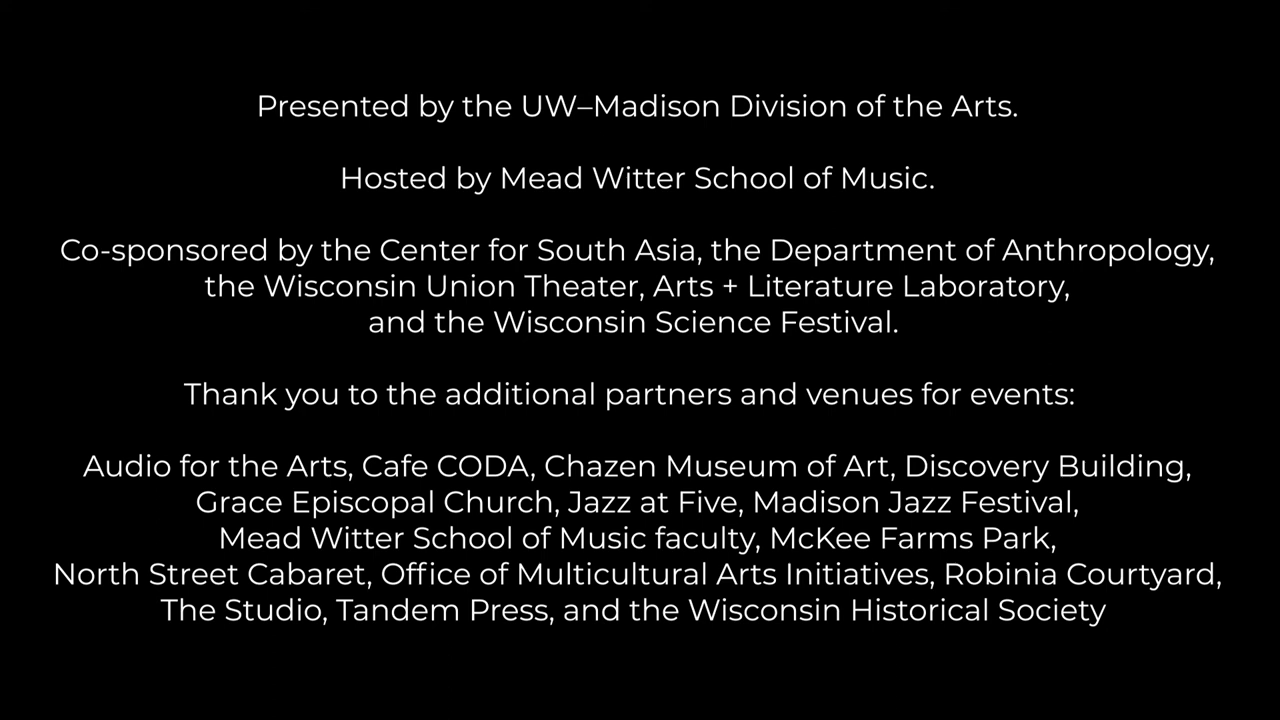 Presented by the UW–Madison Division of the Arts.
Hosted by Mead Witter School of Music.
Co-sponsored by the Center for South Asia, the Department of Anthropology,
the Wisconsin Union Theater, Arts + Literature Laboratory,
and the Wisconsin Science Festival.
Thank you to the additional partners and venues for events:
Audio for the Arts, Cafe CODA, Chazen Museum of Art, Discovery Building,
Grace Episcopal Church, Jazz at Five, Madison Jazz Festival,
Mead Witter School of Music faculty, McKee Farms Park,
North Street Cabaret, Office of Multicultural Arts Initiatives, Robinia Courtyard,
The Studio, Tandem Press, and the Wisconsin Historical Society